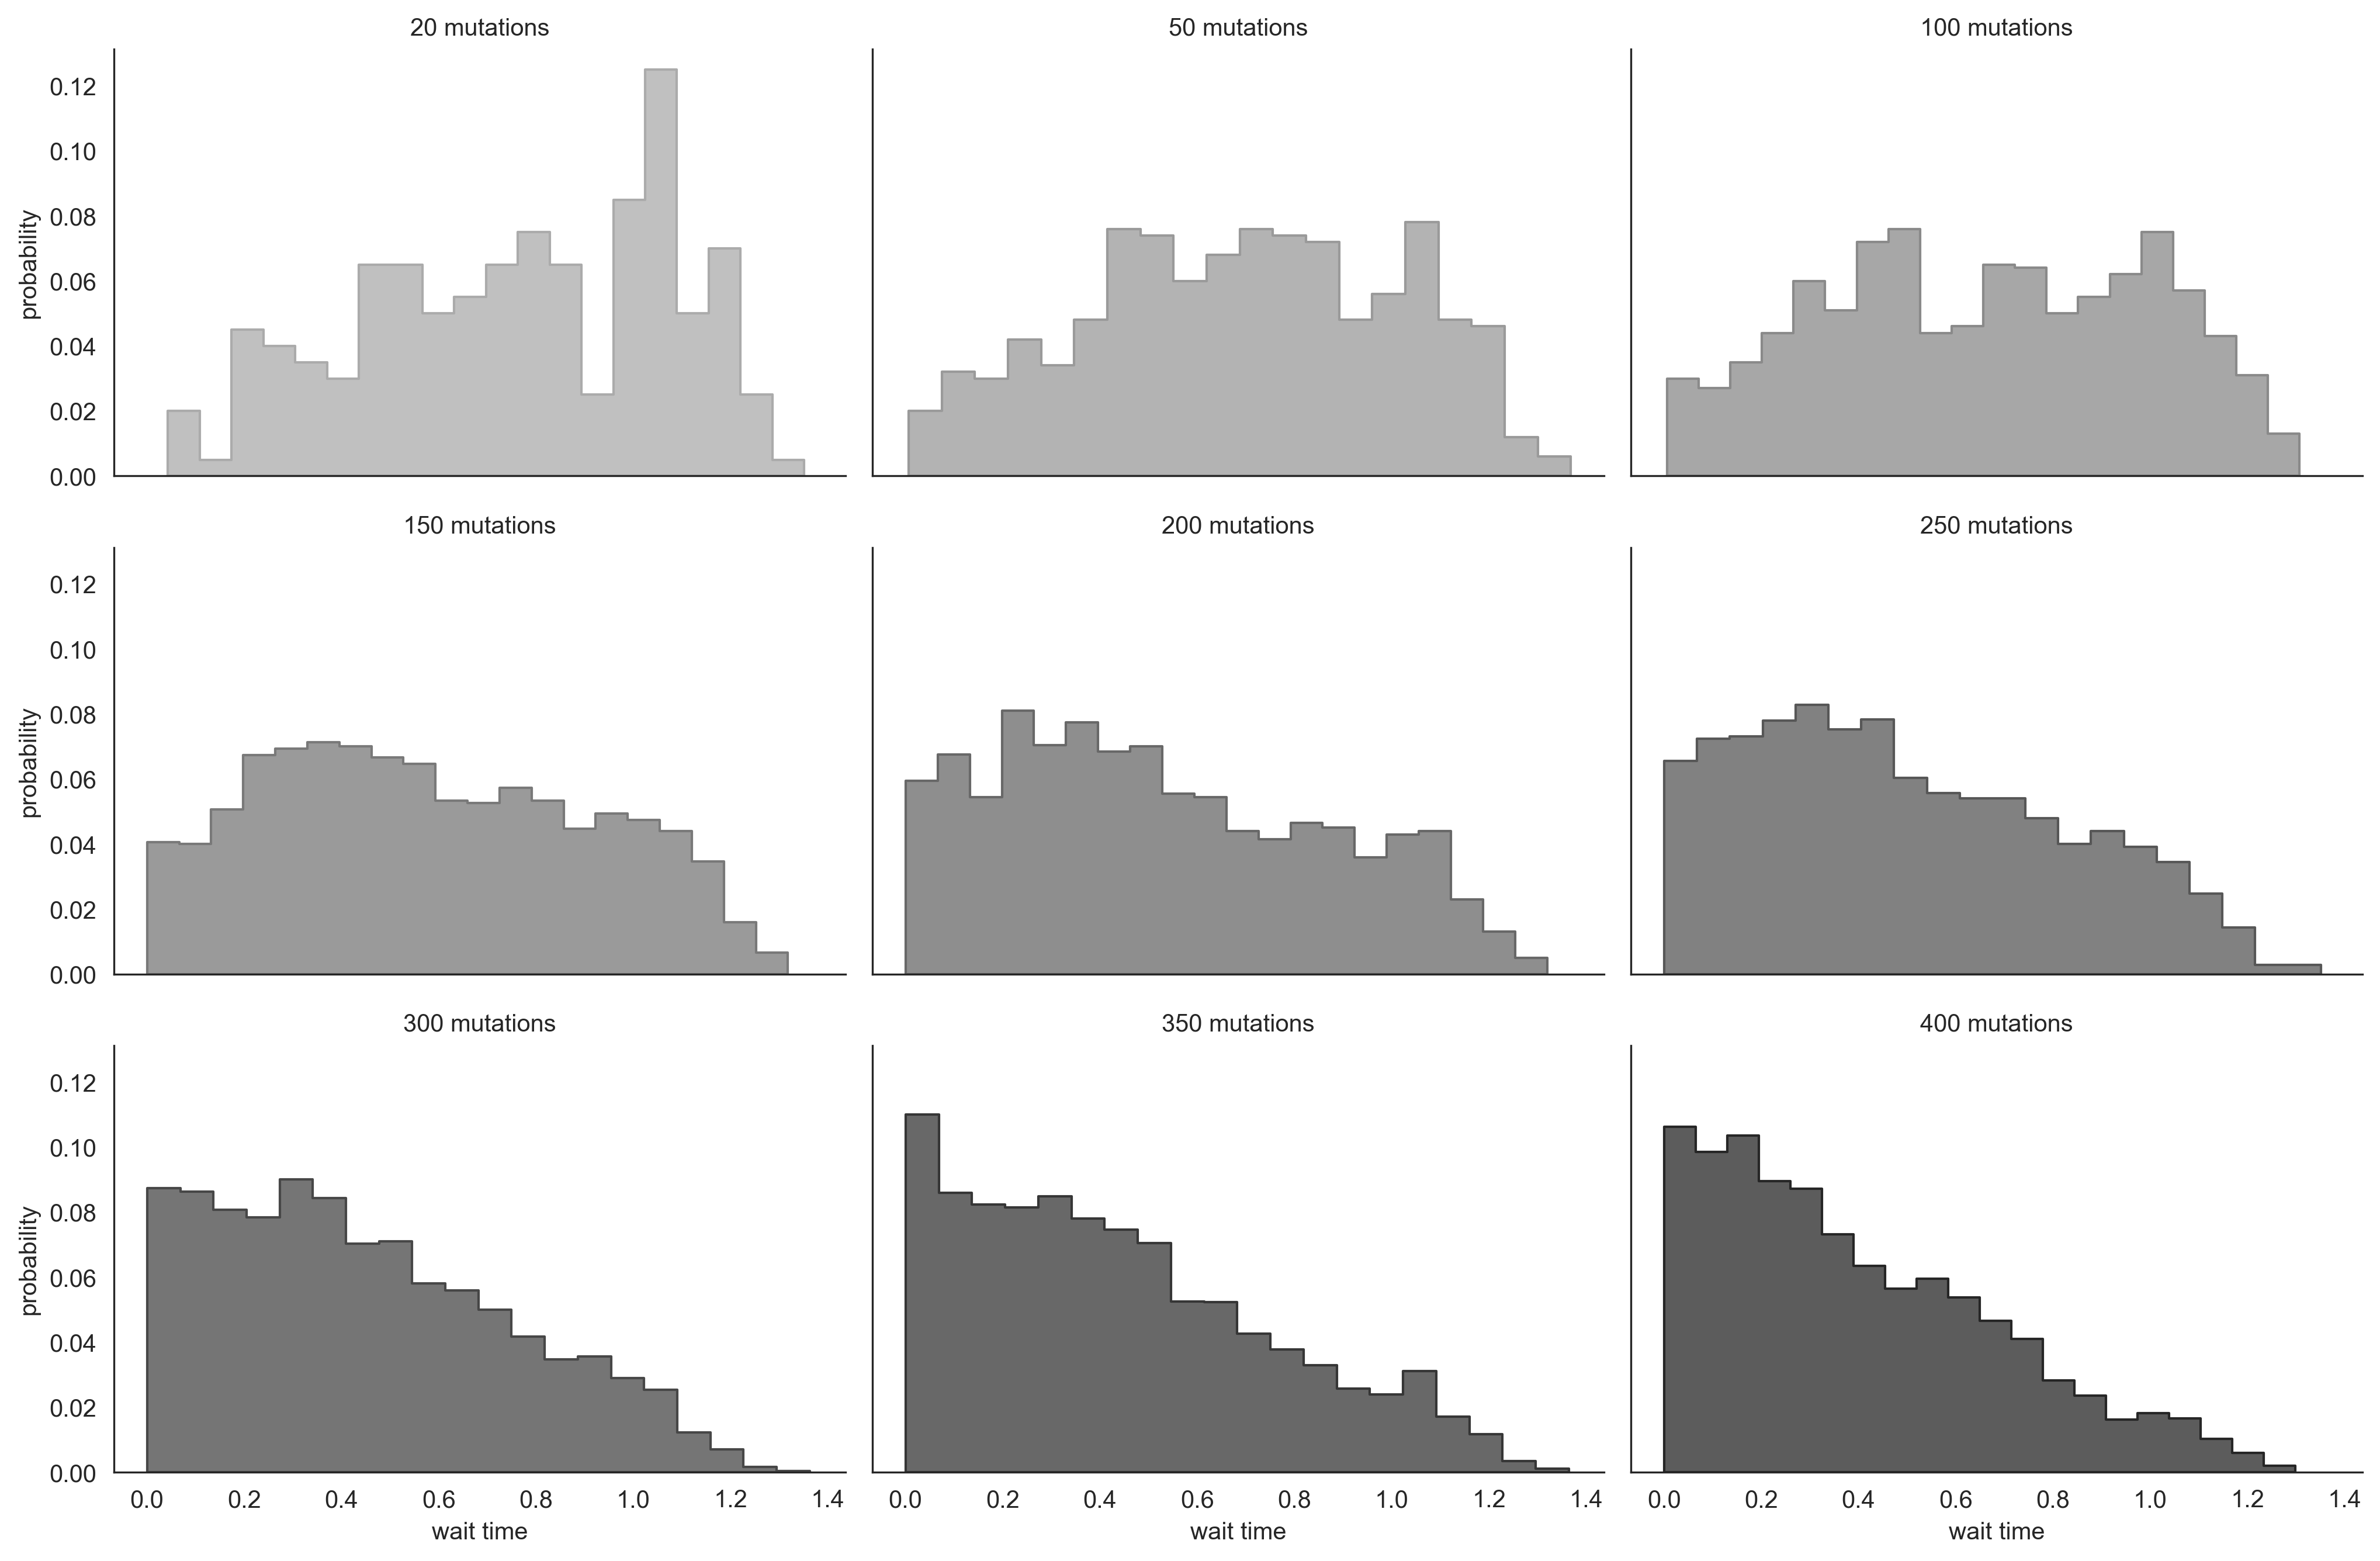 20 mutations
50 mutations
100 mutations
0.12
0.10
0.08
0.06
0.04
0.02
0.00
probability
150 mutations
200 mutations
250 mutations
0.12
0.10
0.08
0.06
0.04
0.02
0.00
probability
300 mutations
350 mutations
400 mutations
0.12
0.10
0.08
0.06
0.04
0.02
0.00
probability
0.0 0.2 0.4 0.6 0.8 1.0 1.2 1.4
0.0 0.2 0.4 0.6 0.8 1.0 1.2 1.4
0.0 0.2 0.4 0.6 0.8 1.0 1.2 1.4
wait time
wait time
wait time